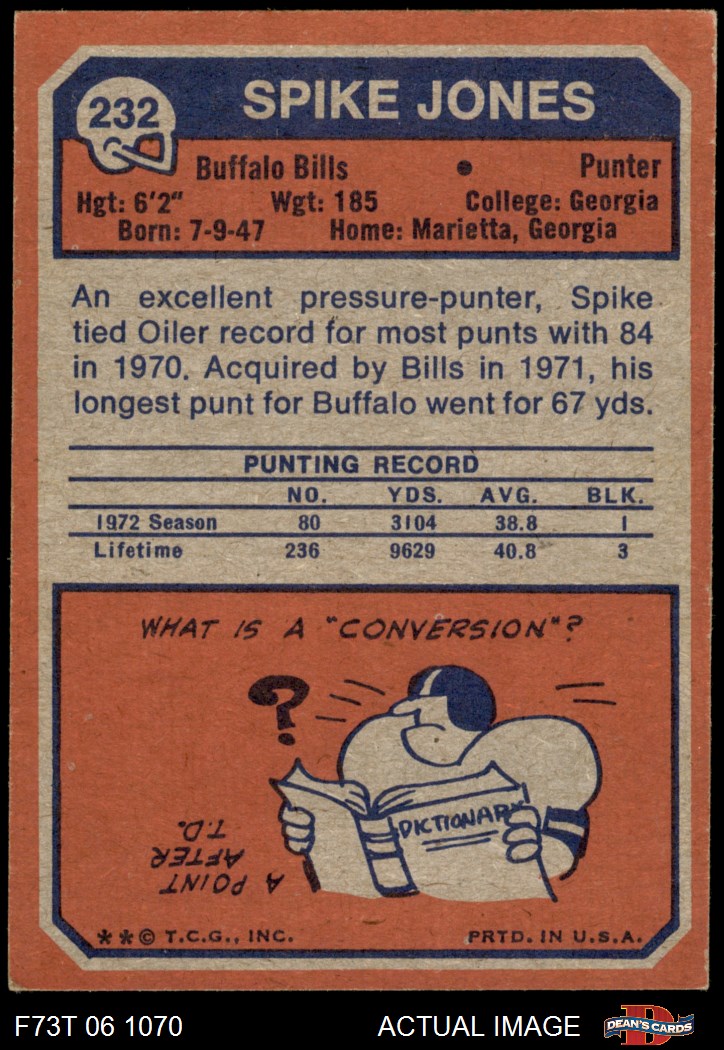 232
SPIKE JONES
Buffalo Bills • Punter
Hgt: 6'2" Wgt: 185 College: Georgia
Born: 7-9-47 Home: Marietta, Georgia
An excellent pressure-punter, Spike
tied Oiler record for most punts with 84
in 1970. Acquired by Bills in 1971, his
longest punt for Buffalo went for 67 yds.
PUNTING RECORD
NO. YDS. AVG. BLK.
1972 Season 80 3104 38.8 1
Lifetime 236 9629 40.8 3
WHAT IS A "CONVERSION"?
?
DICTIONARY
A POINT
AFTER
T.D.
**© T.C.G., INC. PRTD. IN U.S.A.
F73T 06 1070 ACTUAL IMAGE
D
DEAN'S CARDS